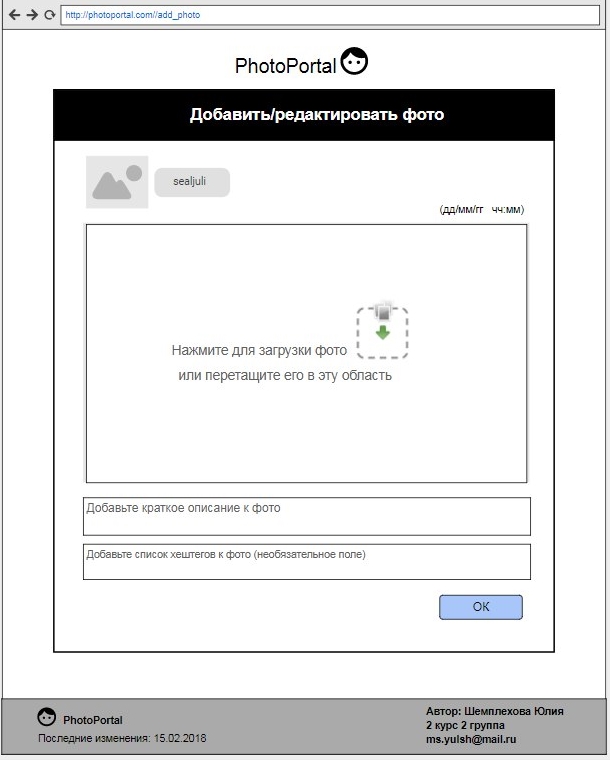 http://photoportal.com//add_photo
PhotoPortal
Добавить/редактировать фото
sealjuli
(дд/мм/гг чч:мм)
Нажмите для загрузки фото
или перетащите его в эту область
Добавьте краткое описание к фото
Добавьте список хештегов к фото (необязательное поле)
OK
PhotoPortal
Последние изменения: 15.02.2018
Автор: Шемплехова Юлия
2 курс 2 группа
ms.yulsh@mail.ru